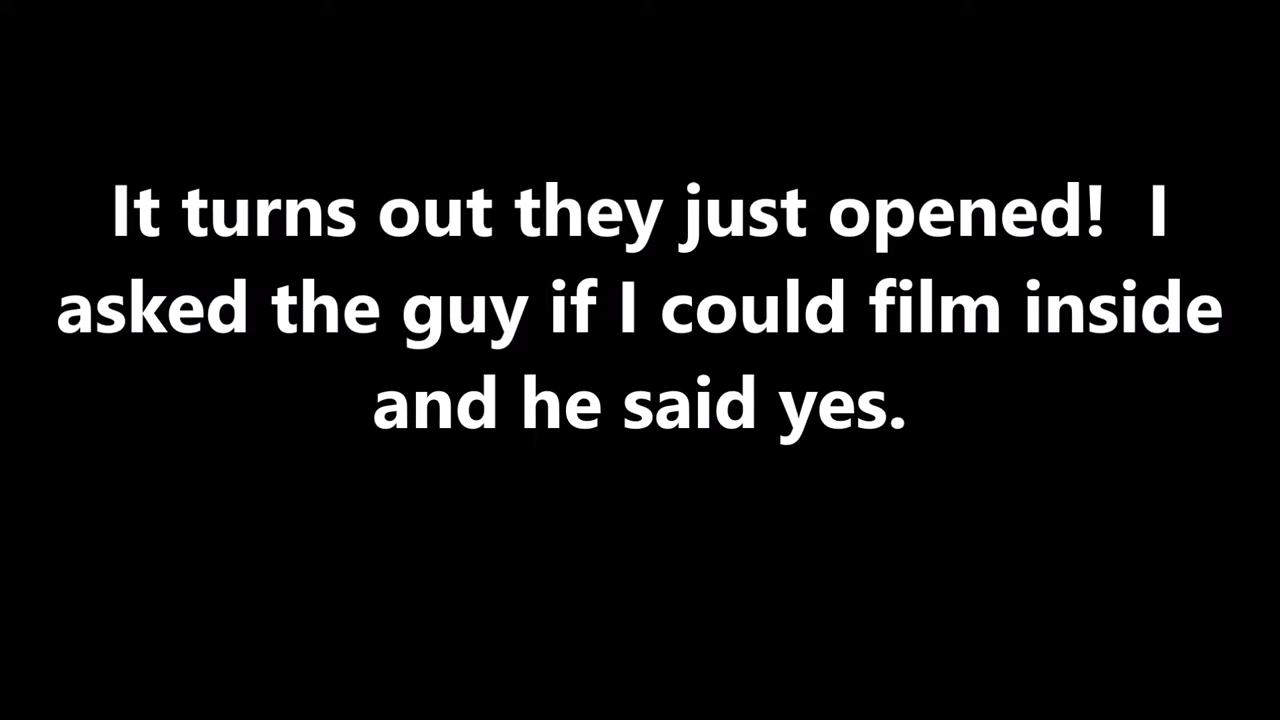 It turns out they just opened!  I
asked the guy if I could film inside
and he said yes.